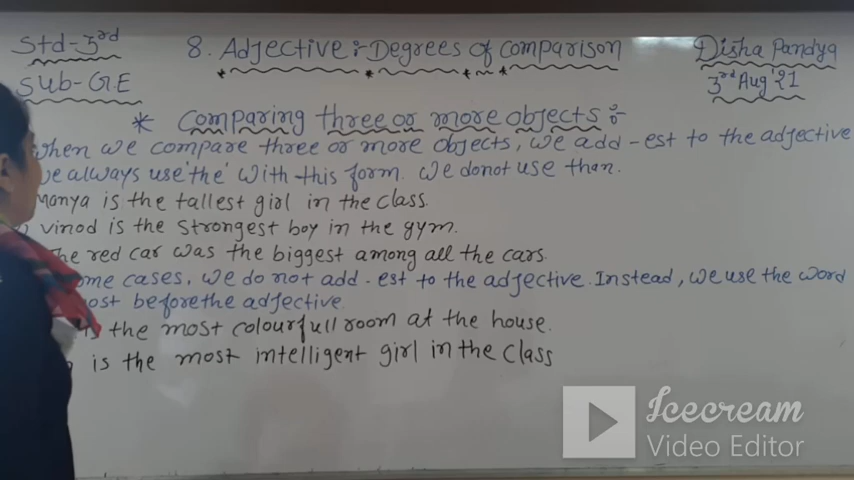 Std-3rd
Sub-G.E
8. Adjective:-Degrees of comparison
Disha Pandya
3rd Aug'21
* Comparing three or more objects:-
when we compare three or more objects, we add -est to the adjective
always use 'the' with this form. We donot use than.
manya is the tallest girl in the class.
vinod is the strongest boy in the gym.
The red car was the biggest among all the cars.
cases, we do not add -est to the adjective. Instead, we use the word
before the adjective.
is the most colourfull room at the house.
is the most intelligent girl in the class
Icecream
Video Editor